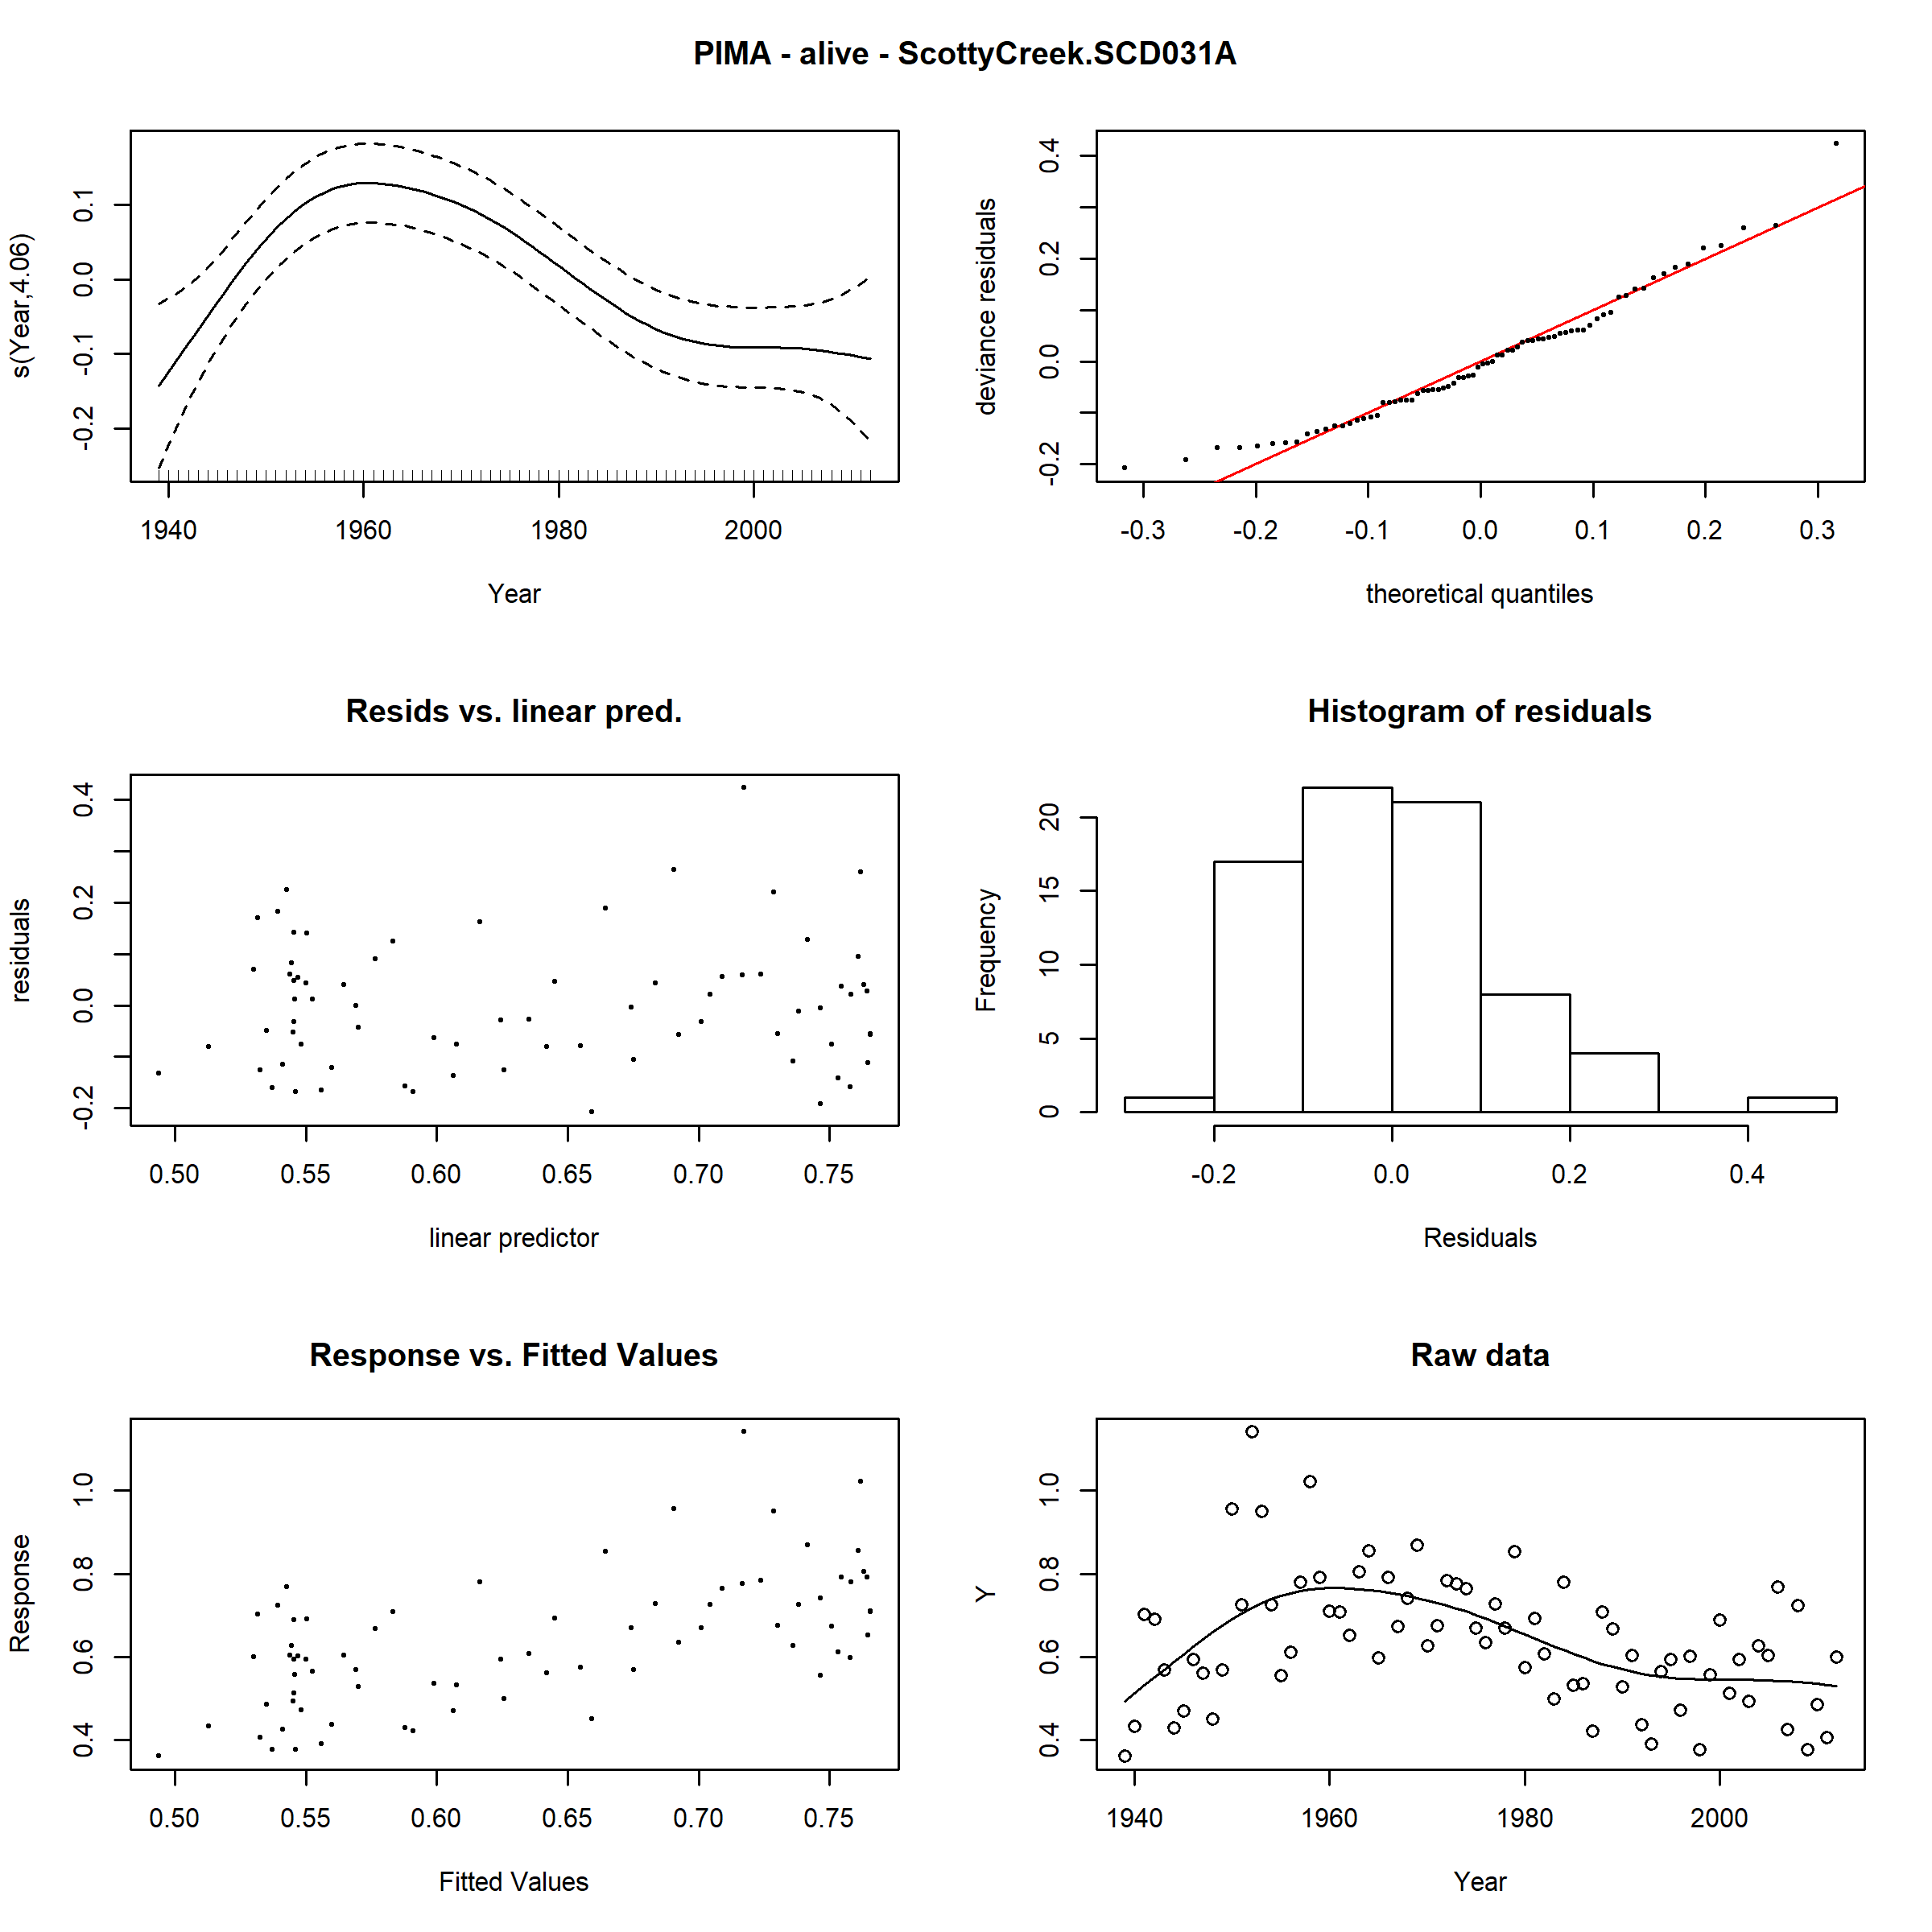 PIMA - alive - ScottyCreek.SCD031A
s(Year,4.06)
0.1
0.0
-0.1
-0.2
1940 1960 1980 2000
Year
deviance residuals
0.4
0.2
0.0
-0.2
-0.3 -0.2 -0.1 0.0 0.1 0.2 0.3
theoretical quantiles
Resids vs. linear pred.
residuals
0.4
0.2
0.0
-0.2
0.50 0.55 0.60 0.65 0.70 0.75
linear predictor
Histogram of residuals
Frequency
20
15
10
5
0
-0.2 0.0 0.2 0.4
Residuals
Response vs. Fitted Values
Response
1.0
0.8
0.6
0.4
0.50 0.55 0.60 0.65 0.70 0.75
Fitted Values
Raw data
Y
1.0
0.8
0.6
0.4
1940 1960 1980 2000
Year